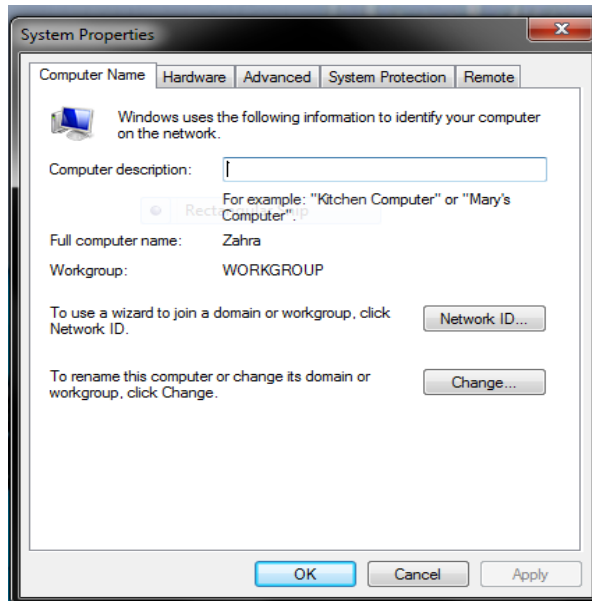 System Properties
Computer Name Hardware Advanced System Protection Remote
Windows uses the following information to identify your computer
on the network.
Computer description:
For example: "Kitchen Computer" or "Mary's
Computer".
Full computer name: Zahra
Workgroup: WORKGROUP
To use a wizard to join a domain or workgroup, click
Network ID.
Network ID...
To rename this computer or change its domain or
workgroup, click Change.
Change...
OK Cancel Apply